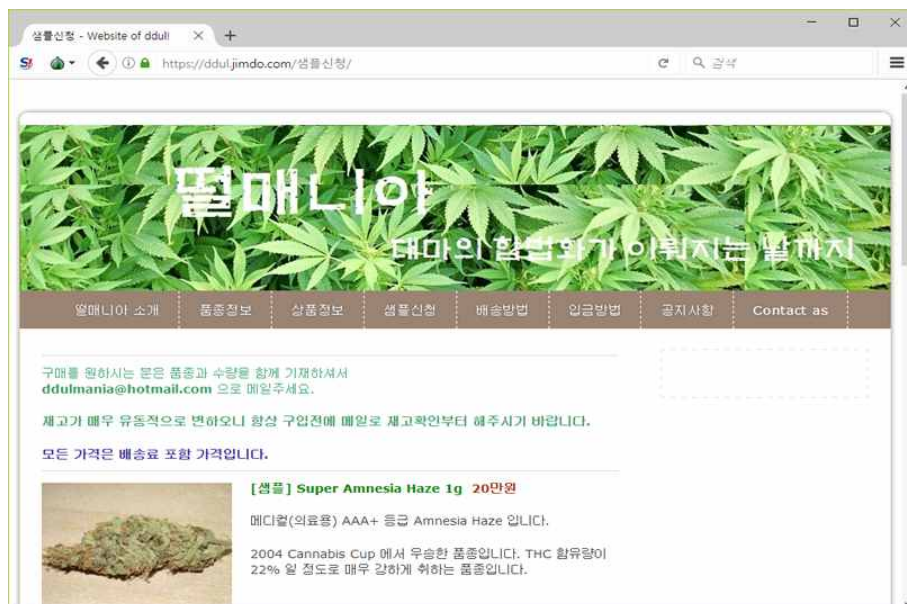 샘플신청 - Website of ddul!
https://ddul.jimdo.com/샘플신청/
검색
떨매니아
대마의 합법화가 이뤄지는 날까지
떨매니아 소개 품종정보 상품정보 샘플신청 배송방법 입금방법 공지사항 Contact as
구매를 원하시는 분은 품종과 수량을 함께 기재하셔서
ddulmania@hotmail.com 으로 메일주세요.
재고가 매우 유동적으로 변하오니 항상 구입전에 메일로 재고확인부터 해주시기 바랍니다.
모든 가격은 배송료 포함 가격입니다.
[샘플] Super Amnesia Haze 1g 20만원
메디컬(의료용) AAA+ 등급 Amnesia Haze 입니다.
2004 Cannabis Cup 에서 우승한 품종입니다. THC 함유량이
22% 일 정도로 매우 강하게 취하는 품종입니다.